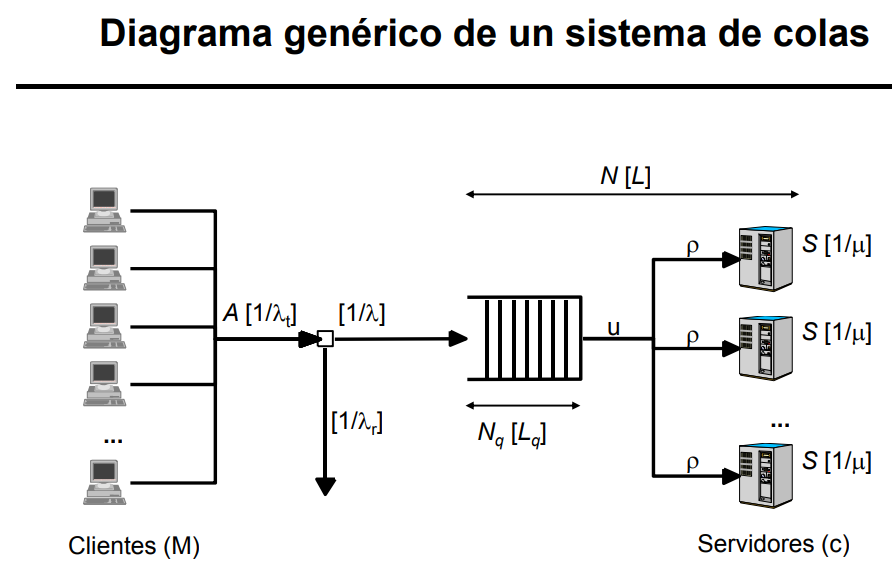 Diagrama genérico de un sistema de colas
N [L]
ρ
S [1/μ]
A [1/λt]
[1/λ]
u
ρ
S [1/μ]
[1/λr]
Nq [Lq]
...
...
ρ
S [1/μ]
Clientes (M)
Servidores (c)